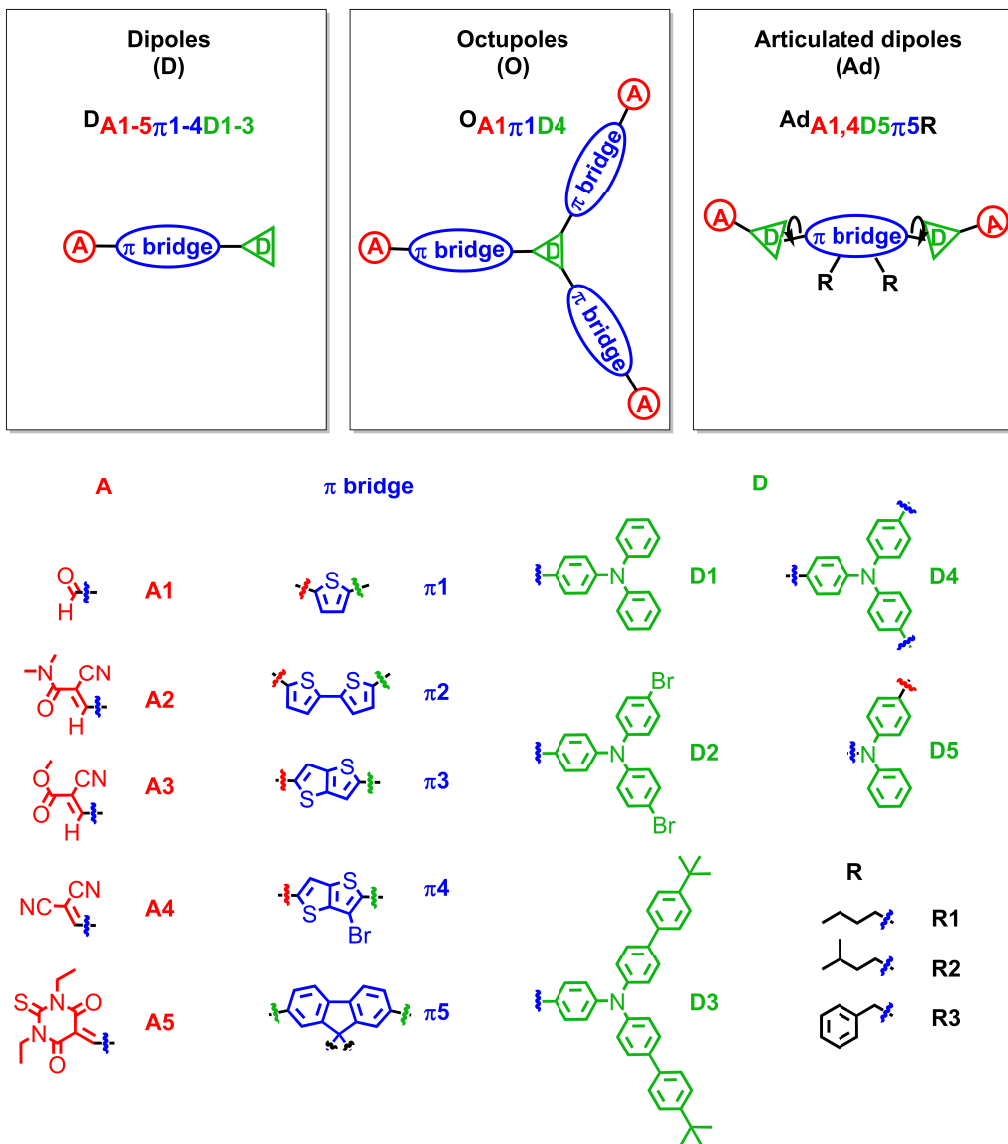 Dipoles
(D)
DA1-5π1-4D1-3
A
π bridge
D
Octupoles
(O)
OA1π1D4
A
π bridge
A
π bridge
D
π bridge
A
Articulated dipoles
(Ad)
AdA1,4D5π5R
A
D
π bridge
D
A
R
R
A
π bridge
D
O
H
A1
S
π1
N
D1
N
D4
N
CN
O
H
A2
S
S
π2
Br
N
Br
D2
N
D5
O
CN
O
H
A3
S
S
π3
CN
NC
A4
S
S
Br
π4
N
D3
R
R1
R2
R3
S
N
O
N
O
A5
π5